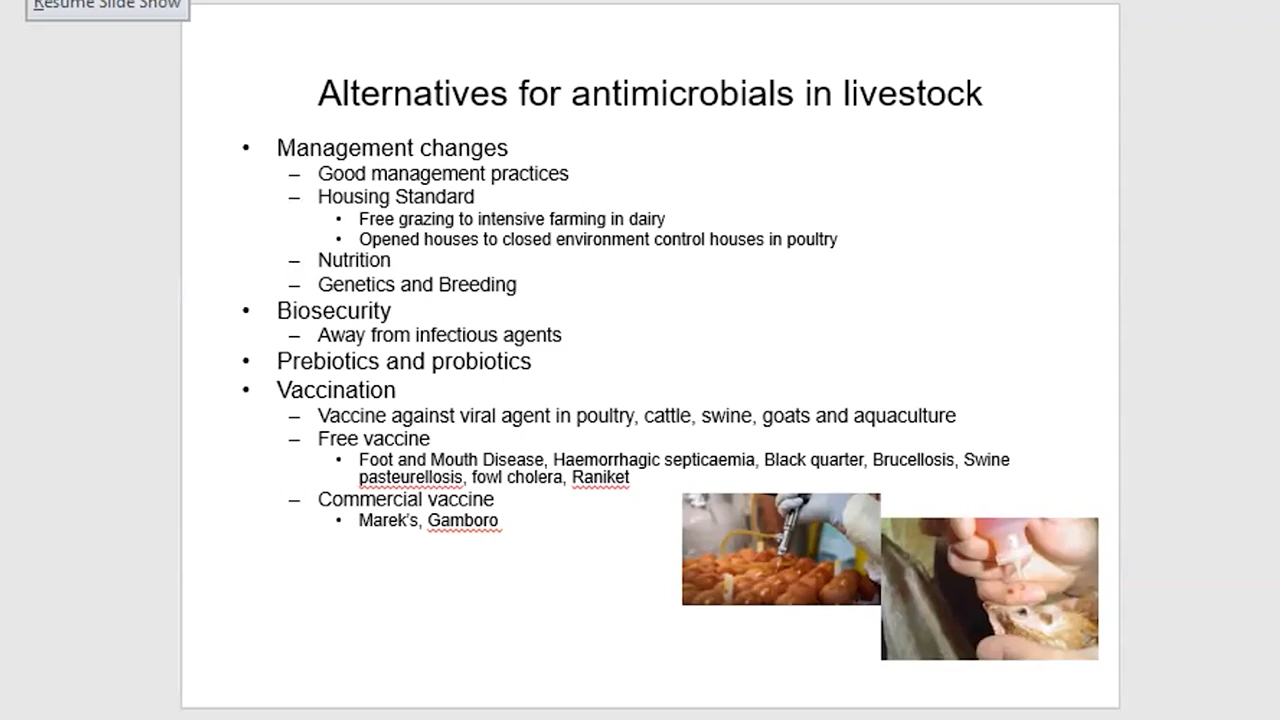 Resume Slide Show
Alternatives for antimicrobials in livestock
• Management changes
– Good management practices
– Housing Standard
• Free grazing to intensive farming in dairy
• Opened houses to closed environment control houses in poultry
– Nutrition
– Genetics and Breeding
• Biosecurity
– Away from infectious agents
• Prebiotics and probiotics
• Vaccination
– Vaccine against viral agent in poultry, cattle, swine, goats and aquaculture
– Free vaccine
• Foot and Mouth Disease, Haemorrhagic septicaemia, Black quarter, Brucellosis, Swine
pasteurellosis, fowl cholera, Raniket
– Commercial vaccine
• Marek's, Gamboro